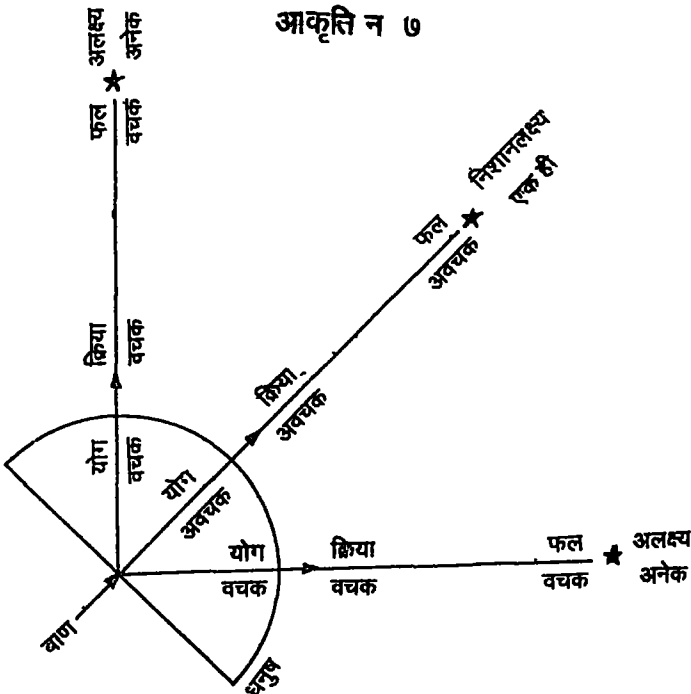 आकृति न ७
अलक्ष्य
अनेक
फल
वचक
क्रिया
वचक
योग
वचक
निशानलक्ष्य
एक ही
फल
अवचक
क्रिया
अवचक
योग
अवचक
योग
वचक
क्रिया
वचक
फल
वचक
अलक्ष्य
अनेक
बाण
धनुष